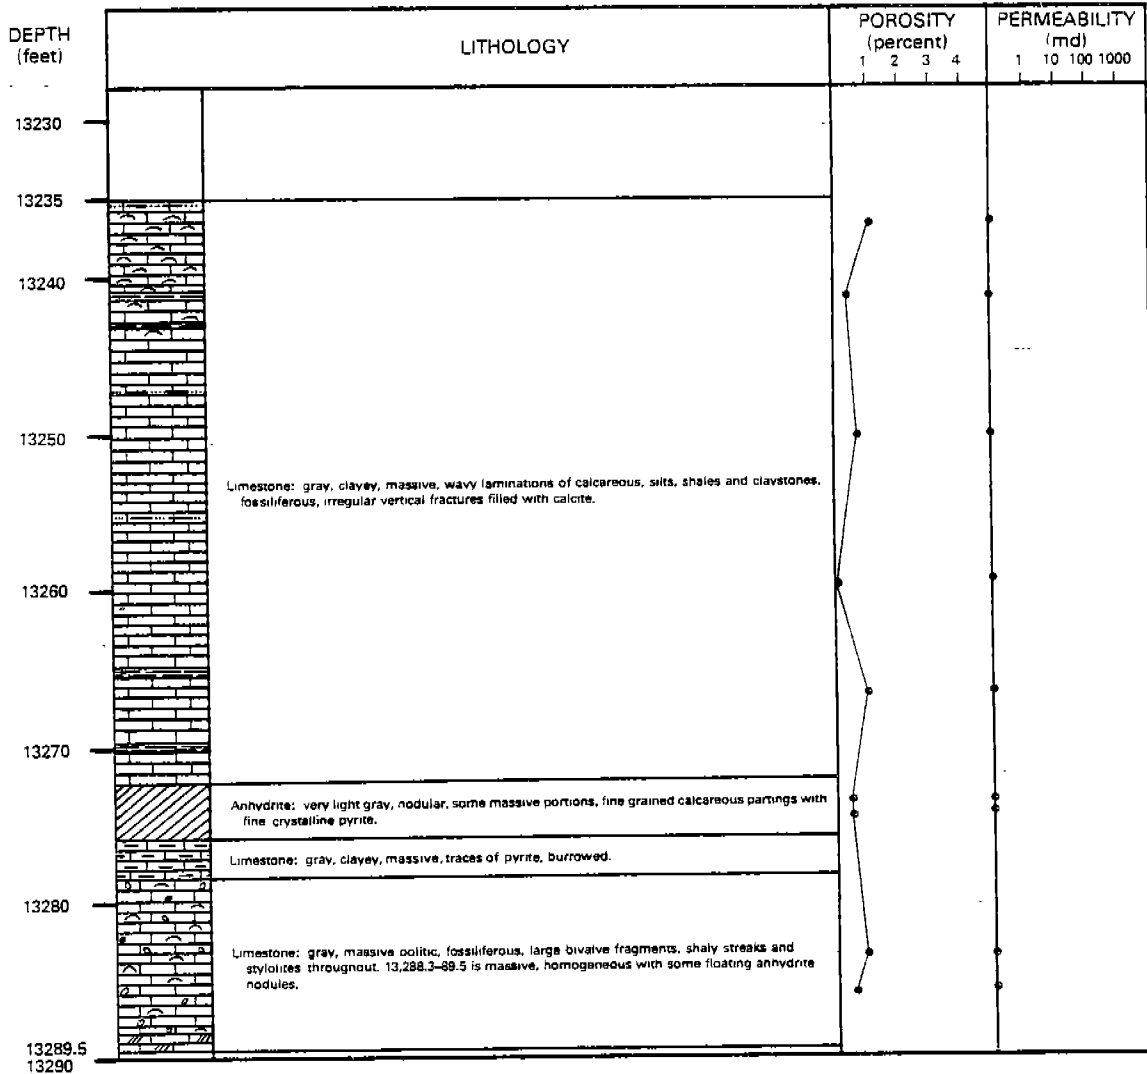 DEPTH
(feet)
LITHOLOGY
POROSITY
(percent)
1 2 3 4
PERMEABILITY
(md)
1 10 100 1000
13230
13235
13240
13250
Limestone: gray, clayey, massive, wavy laminations of calcareous, silts, shales and claystones,
fossiliferous, irregular vertical fractures filled with calcite.
13260
13270
Anhydrite: very light gray, nodular, some massive portions, fine grained calcareous partings with
fine crystalline pyrite.
Limestone: gray, clayey, massive, traces of pyrite, burrowed.
13280
Limestone: gray, massive oolitic, fossiliferous, large bivalve fragments, shaly streaks and
stylolites throughout. 13,288.3–89.5 is massive, homogeneous with some floating anhydrite
nodules.
13289.5
13290